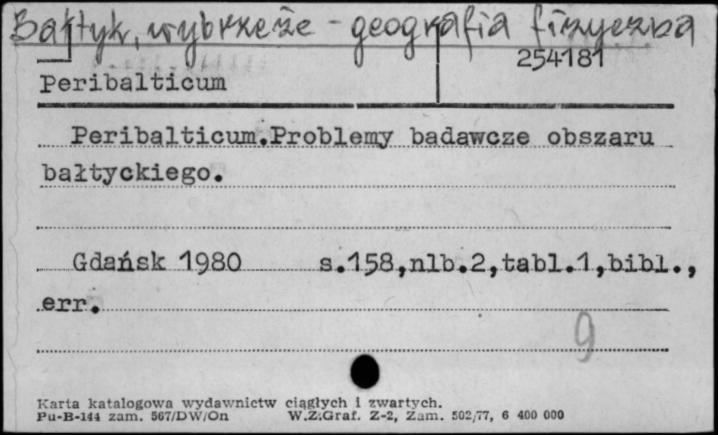 Bałtyk, wybrzeże - geografia fizyczna
254181
Peribalticum
Peribalticum.Problemy badawcze obszaru
bałtyckiego.
Gdańsk 1980 s.158,nlb.2,tabl.1,bibl.,
err.
9
Karta katalogowa wydawnictw ciągłych i zwartych.
Pu-B-144 zam. 567/DW/On W.Z.Graf. Z-2, Zam. 502/77, 6 400 000